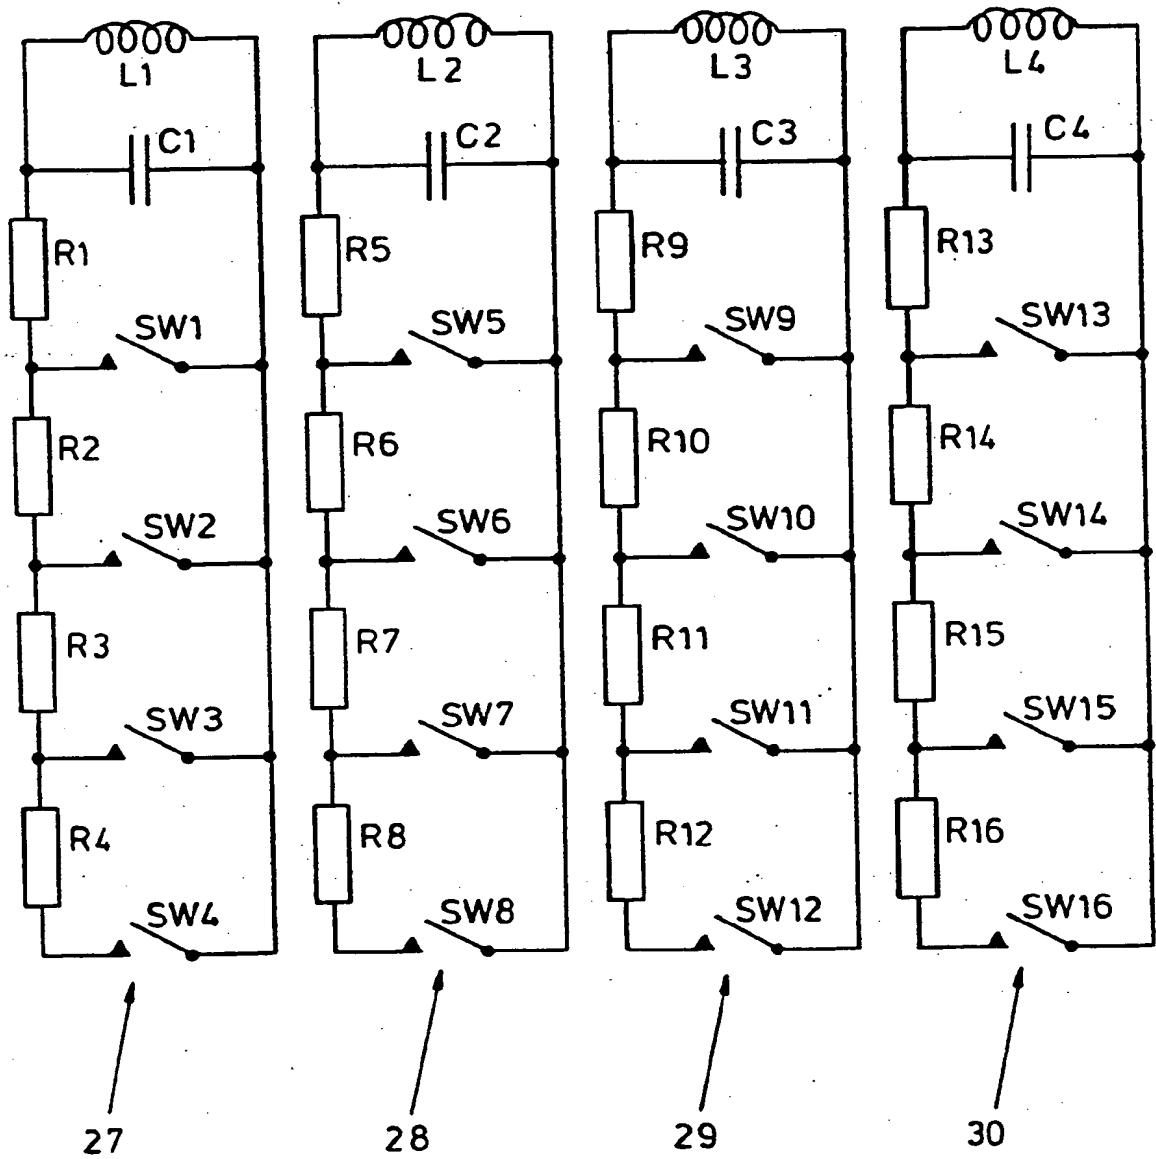 L1 L2 L3 L4
C1 C2 C3 C4
R1 R5 R9 R13
SW1 SW5 SW9 SW13
R2 R6 R10 R14
SW2 SW6 SW10 SW14
R3 R7 R11 R15
SW3 SW7 SW11 SW15
R4 R8 R12 R16
SW4 SW8 SW12 SW16
27 28 29 30